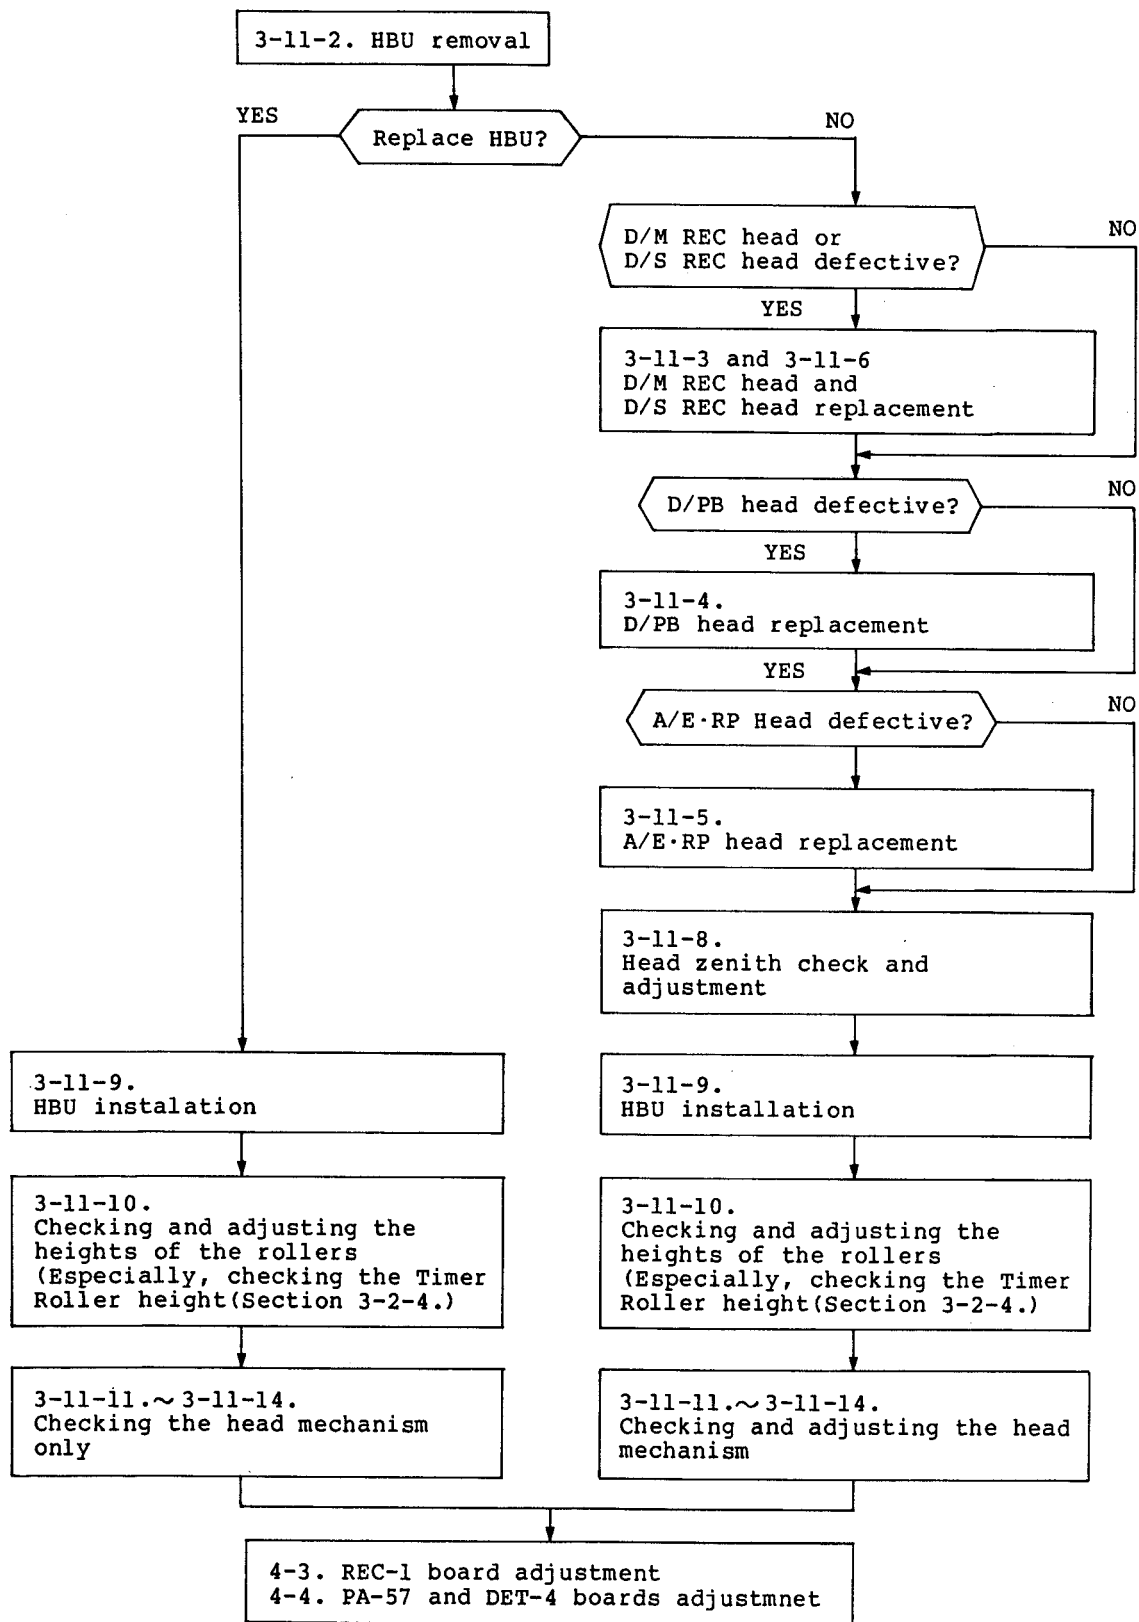 3-11-2. HBU removal
YES
Replace HBU?
NO
D/M REC head or
D/S REC head defective?
NO
YES
3-11-3 and 3-11-6
D/M REC head and
D/S REC head replacement
D/PB head defective?
NO
YES
3-11-4.
D/PB head replacement
YES
A/E·RP Head defective?
NO
3-11-5.
A/E·RP head replacement
3-11-8.
Head zenith check and
adjustment
3-11-9.
HBU instalation
3-11-10.
Checking and adjusting the
heights of the rollers
(Especially, checking the Timer
Roller height(Section 3-2-4.)
3-11-11.~3-11-14.
Checking the head mechanism
only
3-11-9.
HBU installation
3-11-10.
Checking and adjusting the
heights of the rollers
(Especially, checking the Timer
Roller height(Section 3-2-4.)
3-11-11.~3-11-14.
Checking and adjusting the head
mechanism
4-3. REC-1 board adjustment
4-4. PA-57 and DET-4 boards adjustmnet